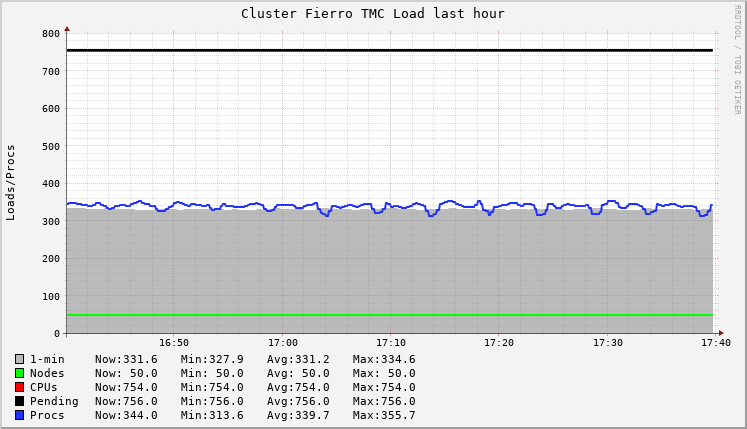 Cluster Fierro TMC Load last hour
RRDTOOL / TOBI OETIKER
Loads/Procs
800
700
600
500
400
300
200
100
0
16:50 17:00 17:10 17:20 17:30 17:40
1-min Now:331.6 Min:327.9 Avg:331.2 Max:334.6
Nodes Now: 50.0 Min: 50.0 Avg: 50.0 Max: 50.0
CPUs Now:754.0 Min:754.0 Avg:754.0 Max:754.0
Pending Now:756.0 Min:756.0 Avg:756.0 Max:756.0
Procs Now:344.0 Min:313.6 Avg:339.7 Max:355.7